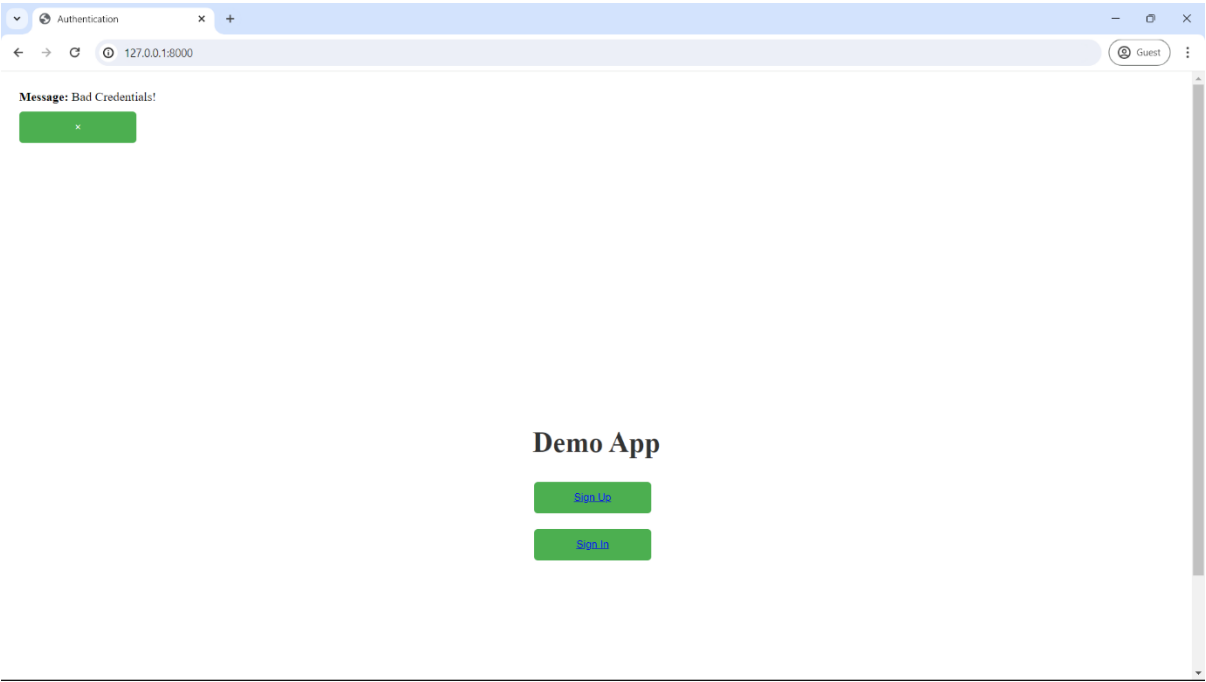 Authentication
127.0.0.1:8000
Guest
Message: Bad Credentials!
×
Demo App
Sign Up
Sign In